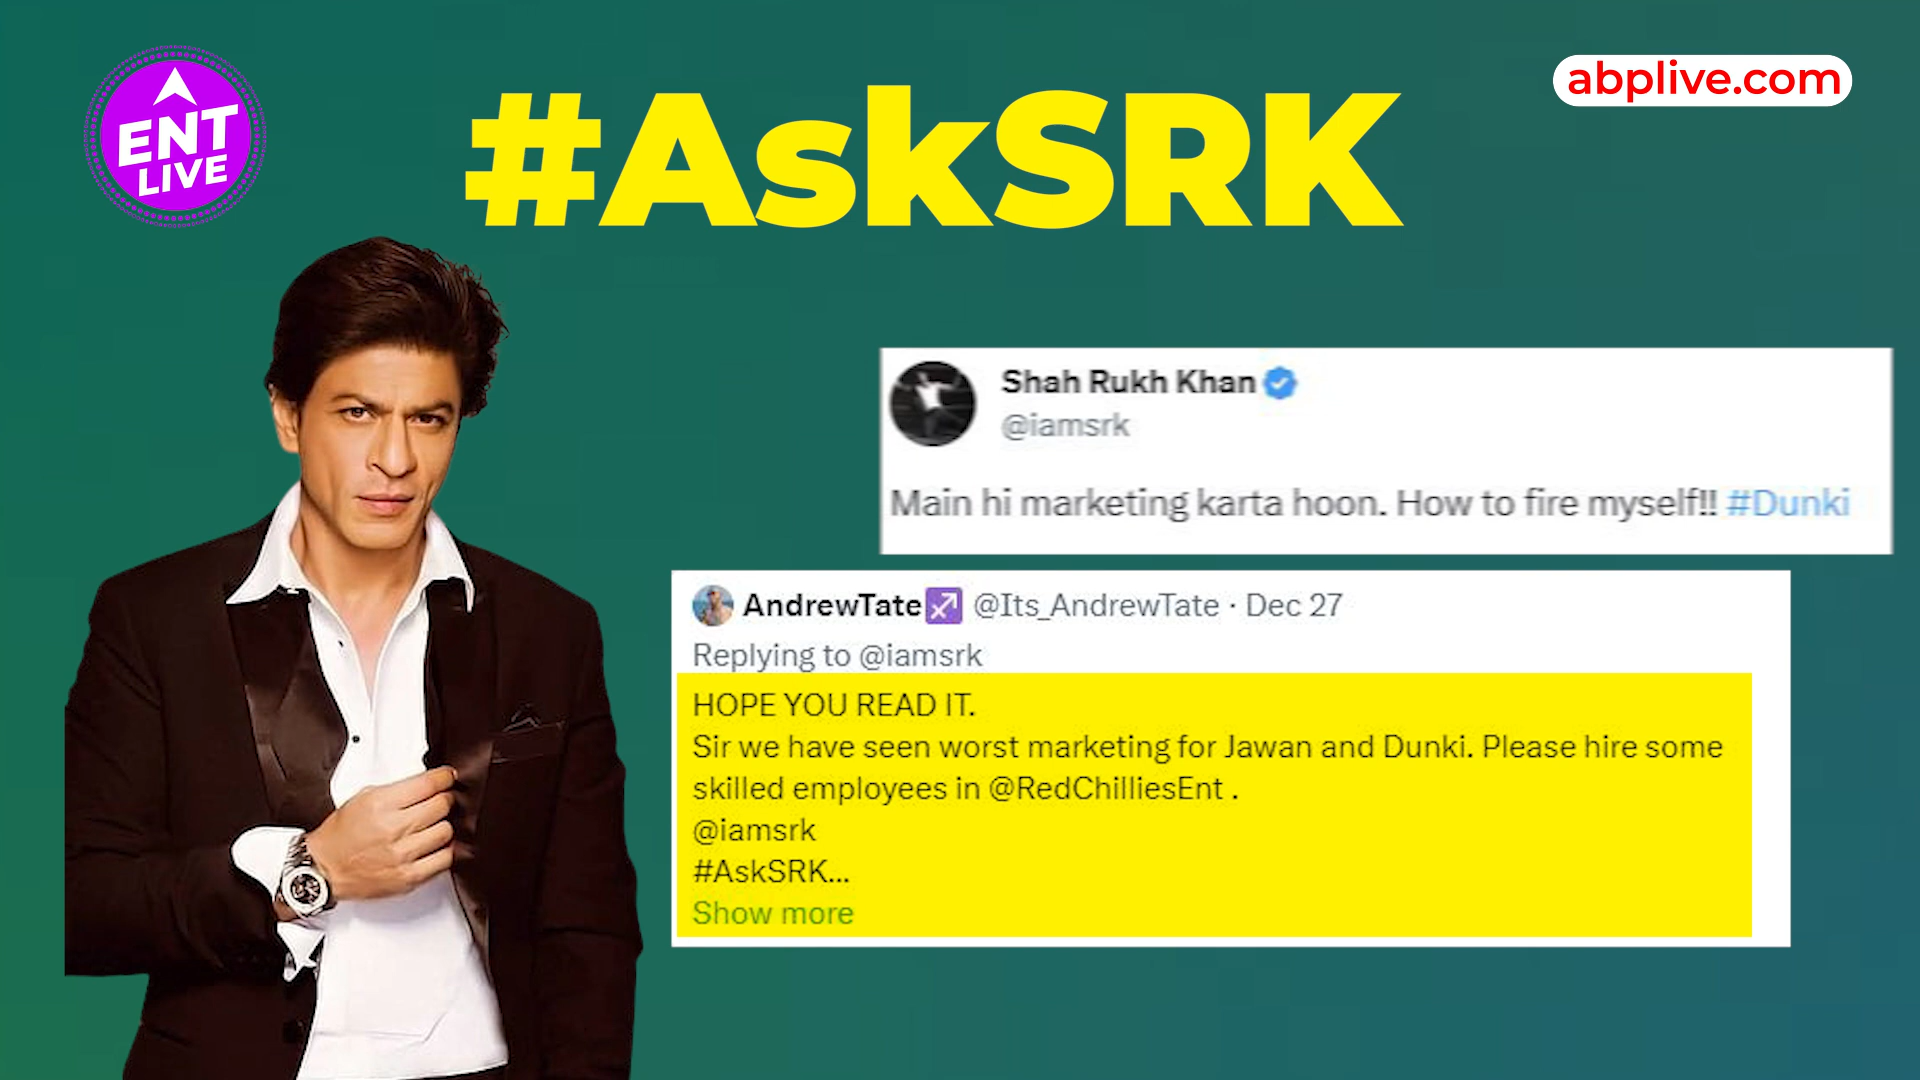 ENT
LIVE
#AskSRK
abplive.com
Shah Rukh Khan
@iamsrk
Main hi marketing karta hoon. How to fire myself!! #Dunki
AndrewTate @Its_AndrewTate · Dec 27
Replying to @iamsrk
HOPE YOU READ IT.
Sir we have seen worst marketing for Jawan and Dunki. Please hire some
skilled employees in @RedChilliesEnt .
@iamsrk
#AskSRK...
Show more